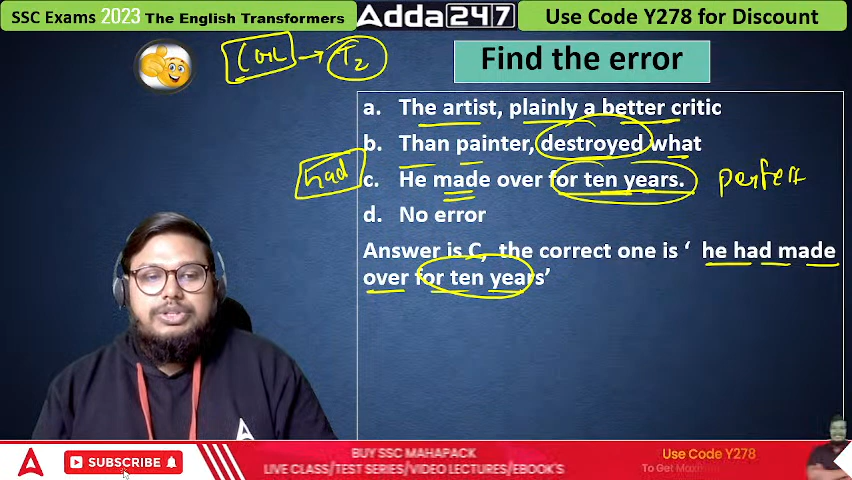 SSC Exams 2023 The English Transformers
Adda 247
Use Code Y278 for Discount
T2
Find the error
a. The artist, plainly a better critic
b. Than painter, destroyed what
had
c. He made over for ten years.
perfect
d. No error
Answer is C, the correct one is ‘ he had made
over for ten years’
SUBSCRIBE
BUY SSC MAHAPACK
LIVE CLASS/TEST SERIES/VIDEO LECTURES/EBOOK'S
Use Code Y278